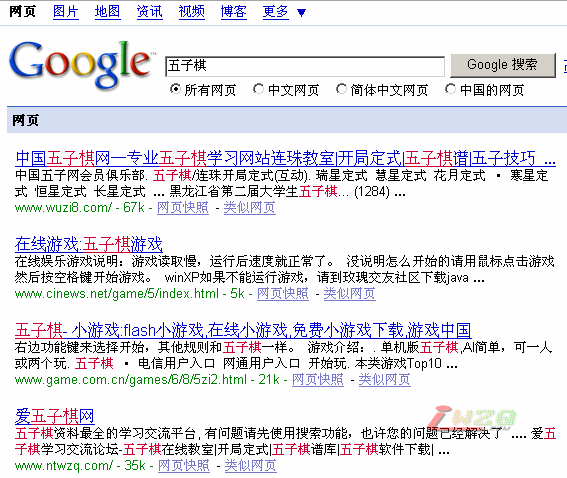 网页 图片 地图 资讯 视频 博客 更多 ▼
Google™ 五子棋 Google 搜索
所有网页 中文网页 简体中文网页 中国的网页
网页
中国五子棋网—专业五子棋学习网站连珠教室|开局定式|五子棋谱|五子技巧 ...
中国五子网会员俱乐部. 五子棋/连珠开局定式(互动). 瑞星定式 慧星定式 花月定式 • 寒星定
式 恒星定式 长星定式 ... 黑龙江省第二届大学生五子棋... (1284) ...
www.wuzi8.com/ - 67k - 网页快照 - 类似网页
在线游戏:五子棋游戏
在线娱乐游戏说明：游戏读取慢，运行后速度就正常了。 没说明怎么开始的请用鼠标点击游戏
然后按空格键开始游戏。 winXP如果不能运行游戏，请到玫瑰交友社区下载java ...
www.cinews.net/game/5/index.html - 5k - 网页快照 - 类似网页
五子棋- 小游戏:flash小游戏,在线小游戏,免费小游戏下载,游戏中国
右边功能键来选择开始，其他规则和五子棋一样。 游戏介绍：. 单机版五子棋,AI简单，可一人
或两个玩. 五子棋 • 电信用户入口 网通用户入口 开始玩. 本类游戏Top10 ...
www.game.com.cn/games/6/8/5zi2.html - 21k - 网页快照 - 类似网页
爱五子棋网
五子棋资料最全的学习交流平台, 有问题请先使用搜索功能，也许您的问题已经解决了 .... 爱五
子棋学习交流论坛-五子棋在线教室|开局定式|五子棋谱库|五子棋软件下载| ...
www.ntwzq.com/ - 35k - 网页快照 - 类似网页